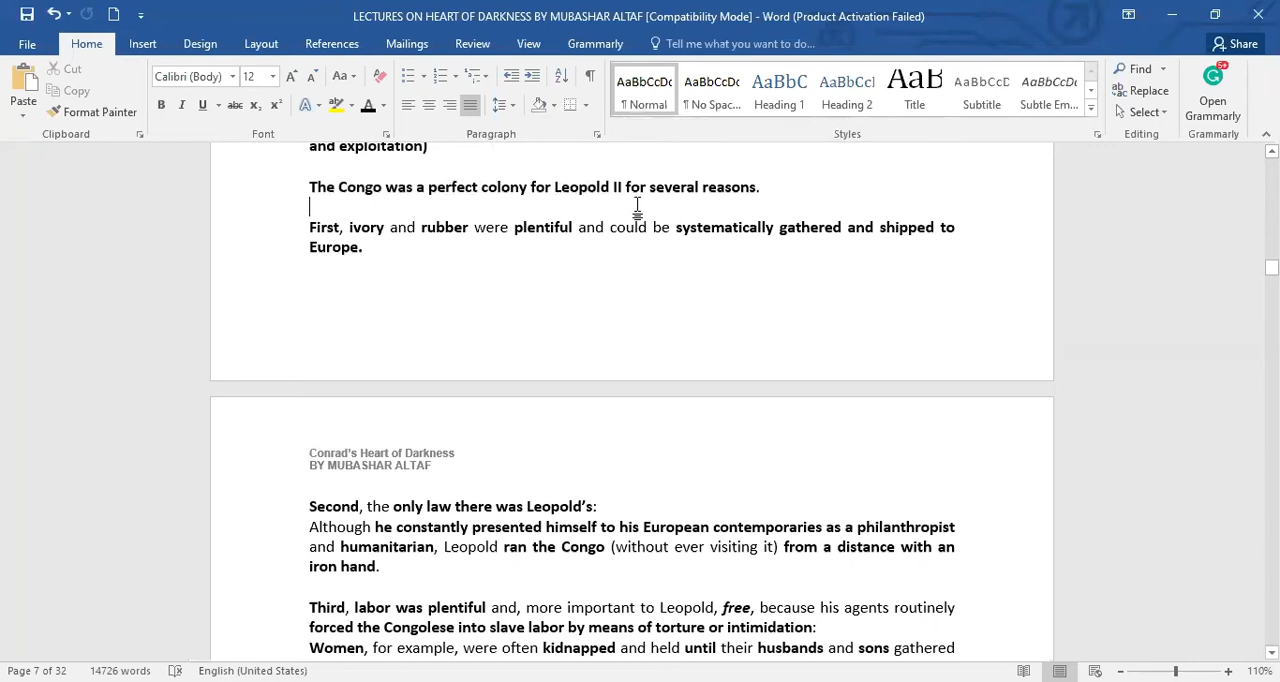 LECTURES ON HEART OF DARKNESS BY MUBASHAR ALTAF [Compatibility Mode] - Word (Product Activation Failed)
File Home Insert Design Layout References Mailings Review View Grammarly Tell me what you want to do... Share
Paste Cut Copy Format Painter
Calibri (Body) 12
AaBbCcDc AaBbCcDc AaBbC AaBbCcI AaB AaBbCcD AaBbCcDc
¶ Normal ¶ No Spac... Heading 1 Heading 2 Title Subtitle Subtle Em...
Find Replace Select
Open Grammarly
Clipboard Font Paragraph Styles Editing Grammarly
and exploitation)
The Congo was a perfect colony for Leopold II for several reasons.
First, ivory and rubber were plentiful and could be systematically gathered and shipped to
Europe.
Conrad's Heart of Darkness
BY MUBASHAR ALTAF
Second, the only law there was Leopold's:
Although he constantly presented himself to his European contemporaries as a philanthropist
and humanitarian, Leopold ran the Congo (without ever visiting it) from a distance with an
iron hand.
Third, labor was plentiful and, more important to Leopold, free, because his agents routinely
forced the Congolese into slave labor by means of torture or intimidation:
Women, for example, were often kidnapped and held until their husbands and sons gathered
Page 7 of 32 14726 words English (United States) 110%